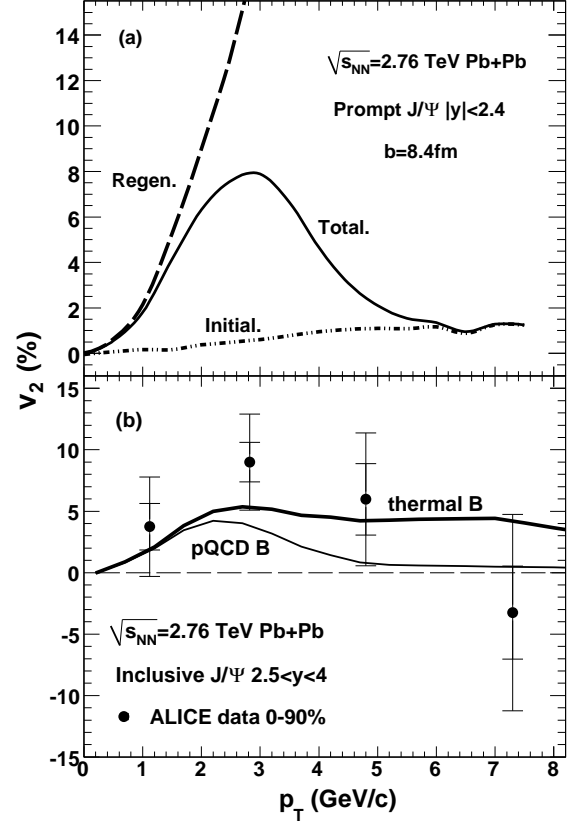 (a)
√s_NN=2.76 TeV Pb+Pb
Prompt J/Ψ |y|<2.4
b=8.4fm
Regen.
Total.
Initial.
14
12
10
8
6
4
2
0
v_2 (%)
(b)
thermal B
pQCD B
√s_NN=2.76 TeV Pb+Pb
Inclusive J/Ψ 2.5<y<4
ALICE data 0-90%
15
10
5
0
-5
-10
-15
0 1 2 3 4 5 6 7 8
p_T (GeV/c)